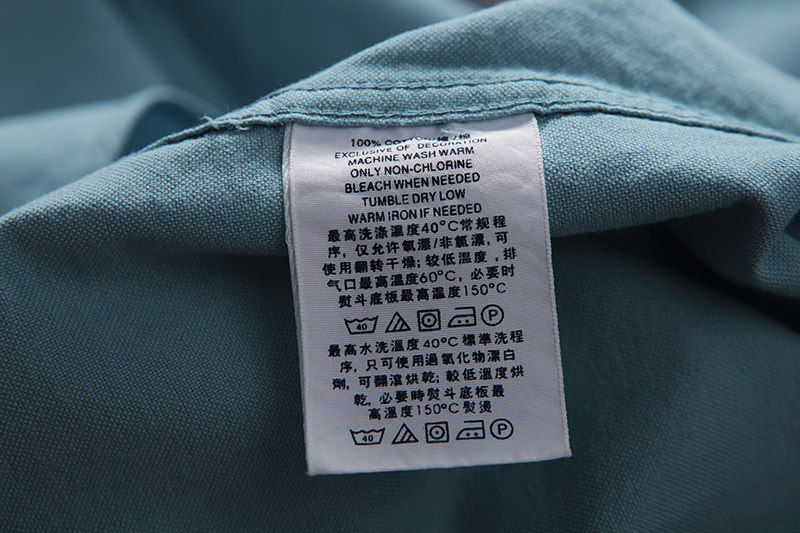 100% COTTON/棉/棉
EXCLUSIVE OF DECORATION
MACHINE WASH WARM
ONLY NON-CHLORINE
BLEACH WHEN NEEDED
TUMBLE DRY LOW
WARM IRON IF NEEDED
最高洗涤温度40°C常规程
序, 仅允许氧漂/非氯漂, 可
使用翻转干燥; 较低温度, 排
气口最高温度60°C, 必要时
熨斗底板最高温度150°C
40 P
最高水洗溫度40°C標準洗程
序, 只可使用過氧化物漂白
劑, 可翻滾烘乾; 較低溫度烘
乾, 必要時熨斗底板最
高溫度150°C熨燙
40 P